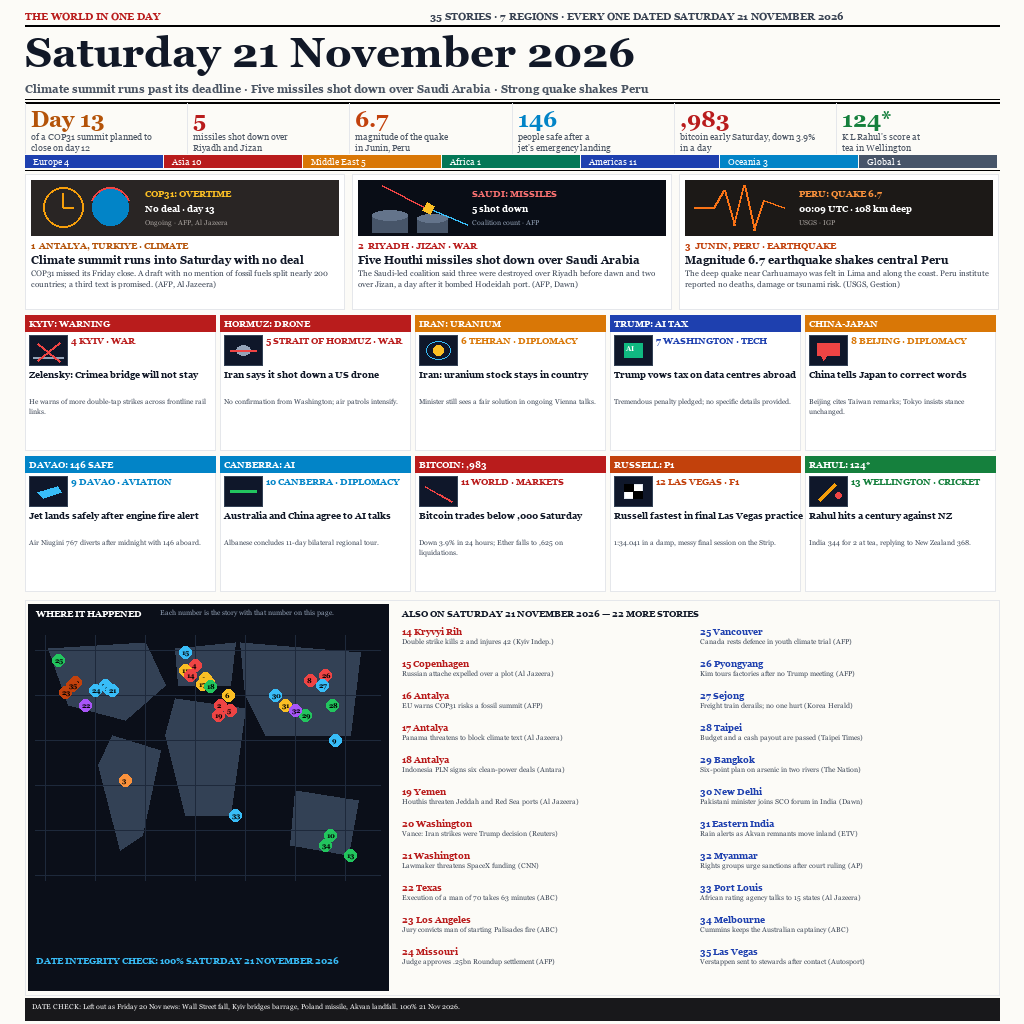 THE WORLD IN ONE DAY
35 STORIES · 7 REGIONS · EVERY ONE DATED SATURDAY 21 NOVEMBER 2026
Saturday 21 November 2026
Climate summit runs past its deadline · Five missiles shot down over Saudi Arabia · Strong quake shakes Peru
Day 13
of a COP31 summit planned to
close on day 12
5
missiles shot down over
Riyadh and Jizan
6.7
magnitude of the quake
in Junin, Peru
146
people safe after a
jet's emergency landing
,983
bitcoin early Saturday, down 3.9%
in a day
124*
K L Rahul's score at
tea in Wellington
Europe 4
Asia 10
Middle East 5
Africa 1
Americas 11
Oceania 3
Global 1
COP31: OVERTIME
No deal · day 13
Ongoing · AFP, Al Jazeera
1 ANTALYA, TURKIYE · CLIMATE
Climate summit runs into Saturday with no deal
COP31 missed its Friday close. A draft with no mention of fossil fuels split nearly 200
countries; a third text is promised. (AFP, Al Jazeera)
SAUDI: MISSILES
5 shot down
Coalition count · AFP
2 RIYADH · JIZAN · WAR
Five Houthi missiles shot down over Saudi Arabia
The Saudi-led coalition said three were destroyed over Riyadh before dawn and two
over Jizan, a day after it bombed Hodeidah port. (AFP, Dawn)
PERU: QUAKE 6.7
00:09 UTC · 108 km deep
USGS · IGP
3 JUNIN, PERU · EARTHQUAKE
Magnitude 6.7 earthquake shakes central Peru
The deep quake near Carhuamayo was felt in Lima and along the coast. Peru institute
reported no deaths, damage or tsunami risk. (USGS, Gestion)
KYIV: WARNING
4 KYIV · WAR
Zelensky: Crimea bridge will not stay
He warns of more double-tap strikes across frontline rail
links.
HORMUZ: DRONE
5 STRAIT OF HORMUZ · WAR
Iran says it shot down a US drone
No confirmation from Washington; air patrols intensify.
IRAN: URANIUM
6 TEHRAN · DIPLOMACY
Iran: uranium stock stays in country
Minister still sees a fair solution in ongoing Vienna talks.
TRUMP: AI TAX
AI
7 WASHINGTON · TECH
Trump vows tax on data centres abroad
Tremendous penalty pledged; no specific details provided.
CHINA-JAPAN
8 BEIJING · DIPLOMACY
China tells Japan to correct words
Beijing cites Taiwan remarks; Tokyo insists stance
unchanged.
DAVAO: 146 SAFE
9 DAVAO · AVIATION
Jet lands safely after engine fire alert
Air Niugini 767 diverts after midnight with 146 aboard.
CANBERRA: AI
10 CANBERRA · DIPLOMACY
Australia and China agree to AI talks
Albanese concludes 11-day bilateral regional tour.
BITCOIN: ,983
11 WORLD · MARKETS
Bitcoin trades below ,000 Saturday
Down 3.9% in 24 hours; Ether falls to ,625 on
liquidations.
RUSSELL: P1
12 LAS VEGAS · F1
Russell fastest in final Las Vegas practice
1:34.041 in a damp, messy final session on the Strip.
RAHUL: 124*
13 WELLINGTON · CRICKET
Rahul hits a century against NZ
India 344 for 2 at tea, replying to New Zealand 368.
WHERE IT HAPPENED
Each number is the story with that number on this page.
25
35
23
24
21
22
3
15
4
14
18
6
2
19
5
8
26
27
30
31
32
29
28
9
33
10
34
13
DATE INTEGRITY CHECK: 100% SATURDAY 21 NOVEMBER 2026
ALSO ON SATURDAY 21 NOVEMBER 2026 — 22 MORE STORIES
14 Kryvyi Rih
Double strike kills 2 and injures 42 (Kyiv Indep.)
15 Copenhagen
Russian attache expelled over a plot (Al Jazeera)
16 Antalya
EU warns COP31 risks a fossil summit (AFP)
17 Antalya
Panama threatens to block climate text (Al Jazeera)
18 Antalya
Indonesia PLN signs six clean-power deals (Antara)
19 Yemen
Houthis threaten Jeddah and Red Sea ports (Al Jazeera)
20 Washington
Vance: Iran strikes were Trump decision (Reuters)
21 Washington
Lawmaker threatens SpaceX funding (CNN)
22 Texas
Execution of a man of 70 takes 63 minutes (ABC)
23 Los Angeles
Jury convicts man of starting Palisades fire (ABC)
24 Missouri
Judge approves .25bn Roundup settlement (AFP)
25 Vancouver
Canada rests defence in youth climate trial (AFP)
26 Pyongyang
Kim tours factories after no Trump meeting (AFP)
27 Sejong
Freight train derails; no one hurt (Korea Herald)
28 Taipei
Budget and a cash payout are passed (Taipei Times)
29 Bangkok
Six-point plan on arsenic in two rivers (The Nation)
30 New Delhi
Pakistani minister joins SCO forum in India (Dawn)
31 Eastern India
Rain alerts as Akvan remnants move inland (ETV)
32 Myanmar
Rights groups urge sanctions after court ruling (AP)
33 Port Louis
African rating agency talks to 15 states (Al Jazeera)
34 Melbourne
Cummins keeps the Australian captaincy (ABC)
35 Las Vegas
Verstappen sent to stewards after contact (Autosport)
DATE CHECK: Left out as Friday 20 Nov news: Wall Street fall, Kyiv bridges barrage, Poland missile, Akvan landfall. 100% 21 Nov 2026.